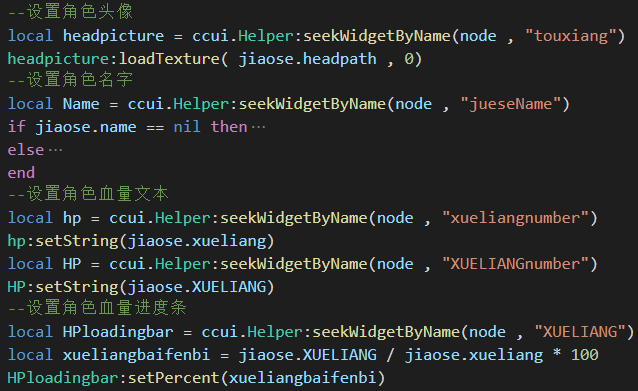 --设置角色头像
local headpicture = ccui.Helper:seekWidgetByName(node , "touxiang")
headpicture:loadTexture( jiaose.headpath , 0)
--设置角色名字
local Name = ccui.Helper:seekWidgetByName(node , "jueseName")
if jiaose.name == nil then…
else…
end
--设置角色血量文本
local hp = ccui.Helper:seekWidgetByName(node , "xueliangnumber")
hp:setString(jiaose.xueliang)
local HP = ccui.Helper:seekWidgetByName(node , "XUELIANGnumber")
HP:setString(jiaose.XUELIANG)
--设置角色血量进度条
local HPloadingbar = ccui.Helper:seekWidgetByName(node , "XUELIANG")
local xueliangbaifenbi = jiaose.XUELIANG / jiaose.xueliang * 100
HPloadingbar:setPercent(xueliangbaifenbi)